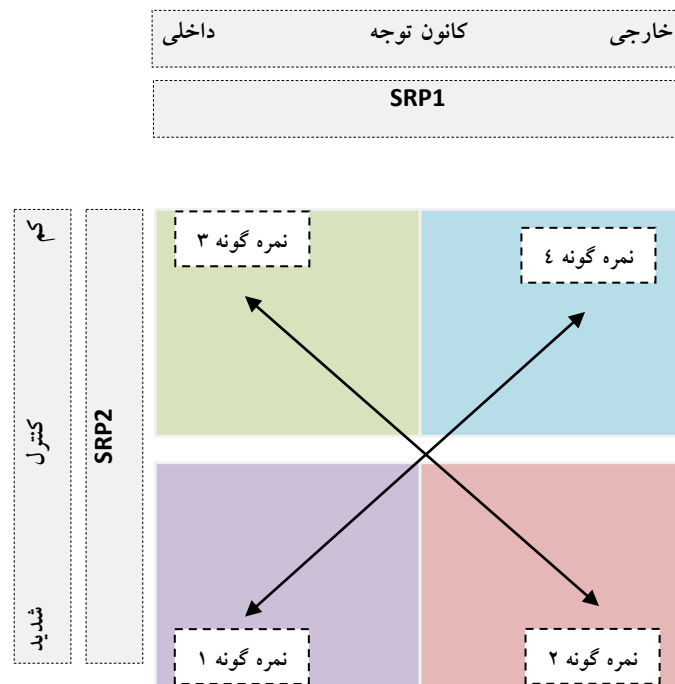 خارجی کانون توجه داخلی
SRP1
کم کنترل شدید
SRP2
نمره گونه ۳
نمره گونه ٤
نمره گونه ۱
نمره گونه ۲